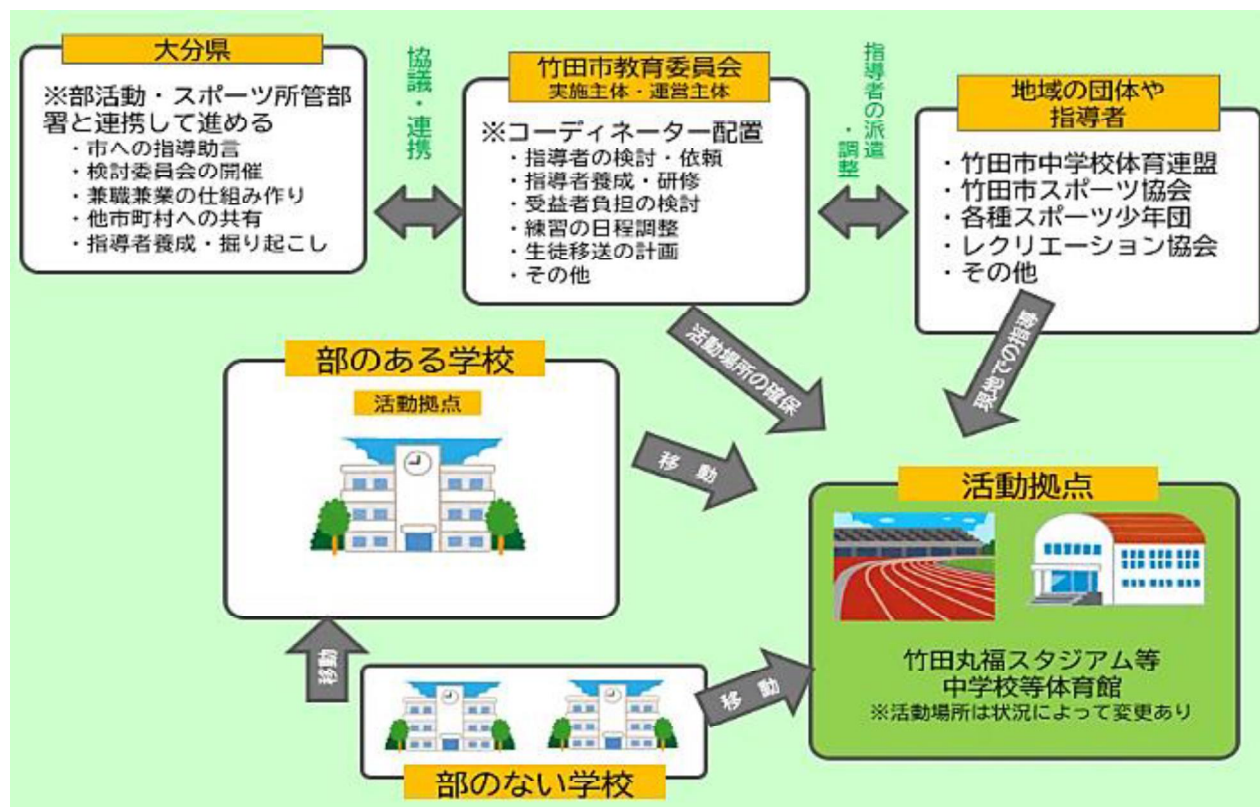 大分県
※部活動・スポーツ所管部
署と連携して進める
・市への指導助言
・検討委員会の開催
・兼職兼業の仕組み作り
・他市町村への共有
・指導者養成・掘り起こし
協議・連携
竹田市教育委員会
実施主体・運営主体
※コーディネーター配置
・指導者の検討・依頼
・指導者養成・研修
・受益者負担の検討
・練習の日程調整
・生徒移送の計画
・その他
指導者の派遣
・調整
地域の団体や
指導者
・竹田市中学校体育連盟
・竹田市スポーツ協会
・各種スポーツ少年団
・レクリエーション協会
・その他
活動場所の確保
現地での指導
部のある学校
活動拠点
移動
活動拠点
竹田丸福スタジアム等
中学校等体育館
※活動場所は状況によって変更あり
移動
移動
部のない学校